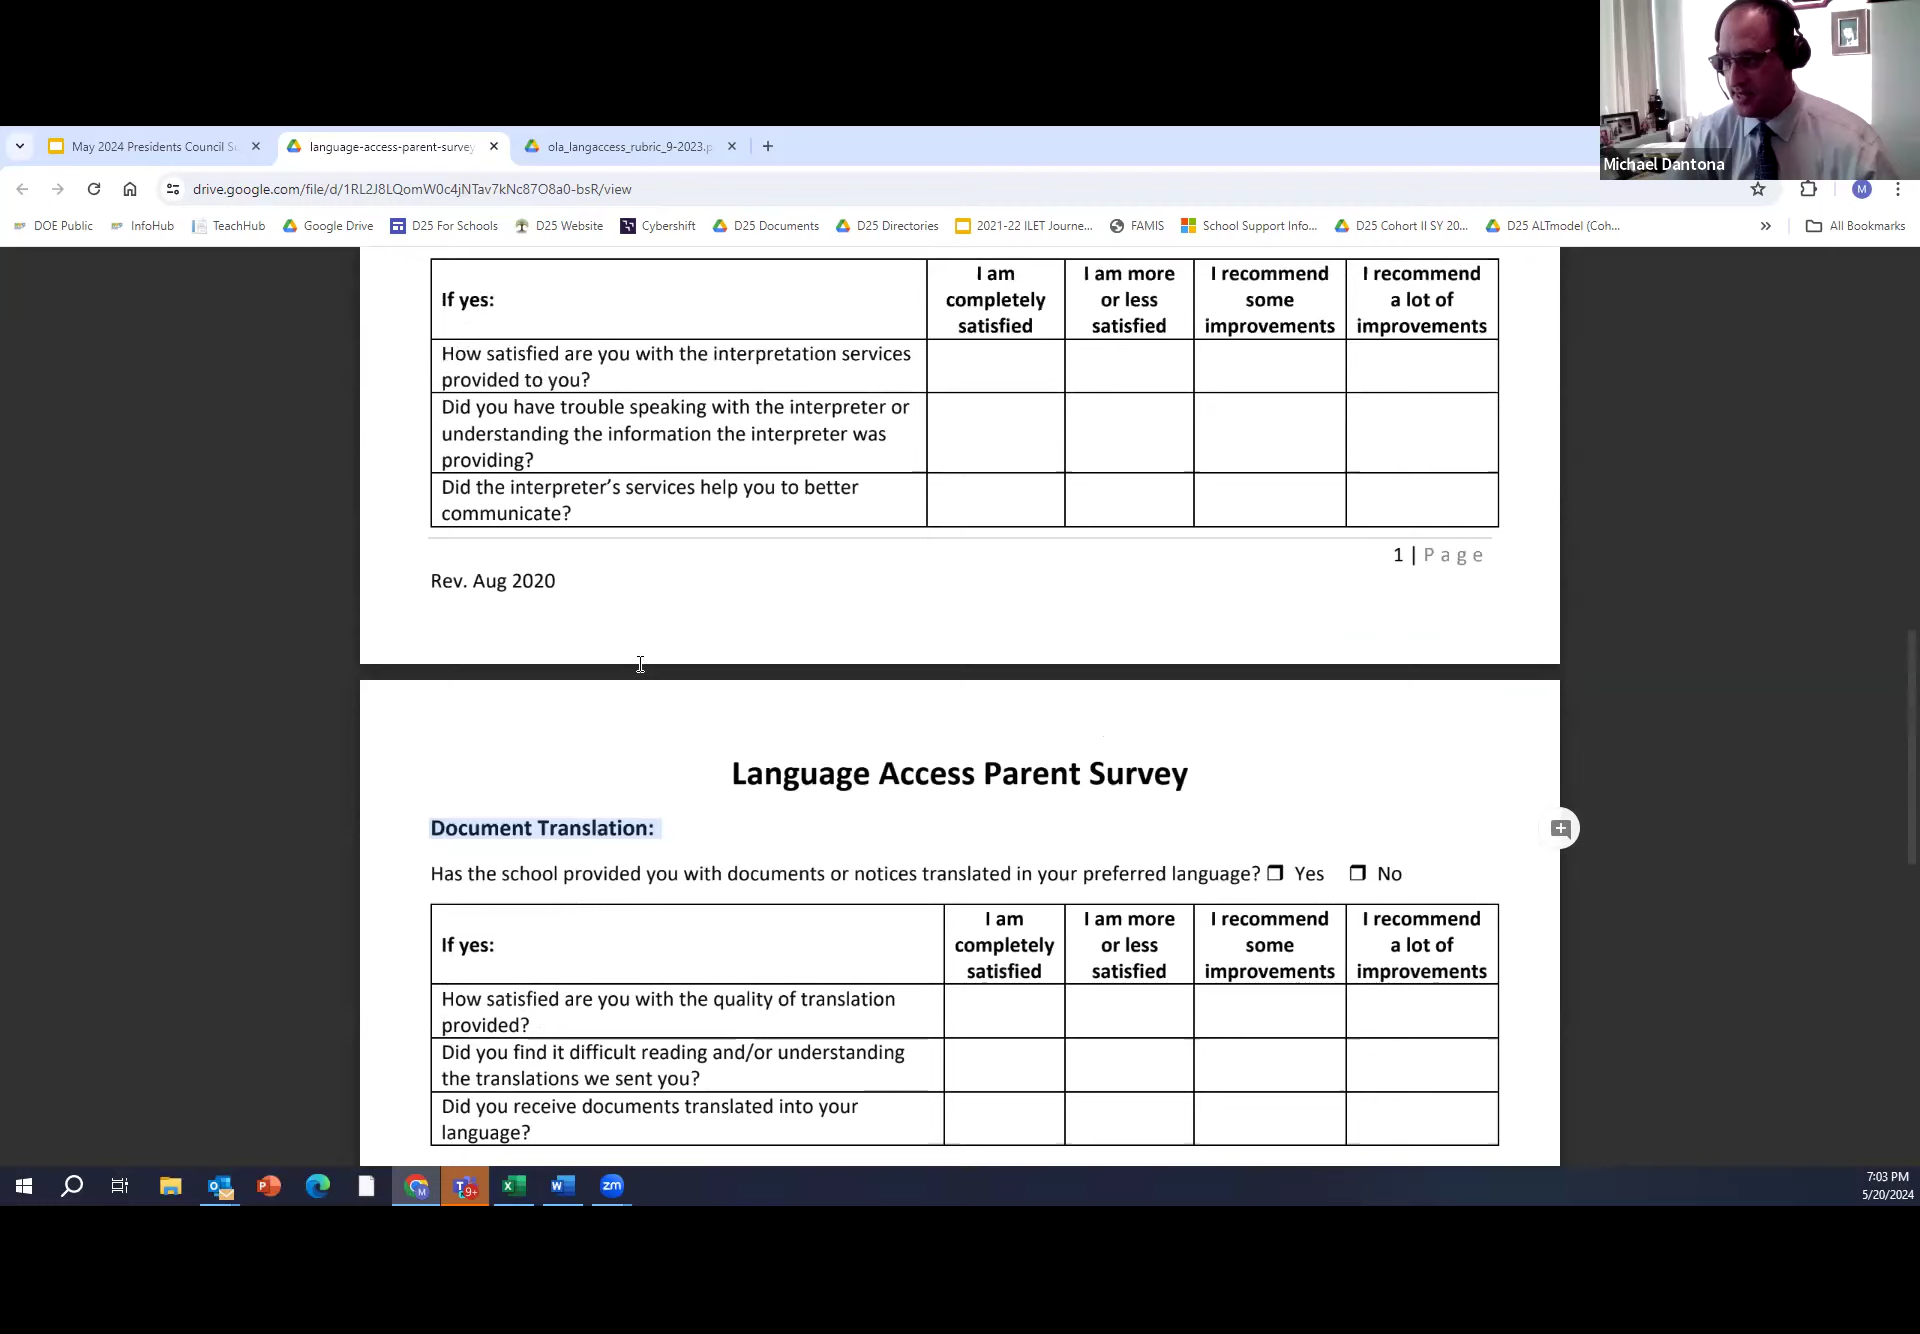 Michael Dantona
May 2024 Presidents Council Su
language-access-parent-survey
ola_langaccess_rubric_9-2023.p
drive.google.com/file/d/1RL2J8LQomW0c4jNTav7kNc87O8a0-bsR/view
M
DOE Public InfoHub TeachHub Google Drive D25 For Schools D25 Website Cybershift D25 Documents D25 Directories 2021-22 ILET Journe... FAMIS School Support Info... D25 Cohort II SY 20... D25 ALTmodel (Coh... » All Bookmarks
If yes:
I am
completely
satisfied
I am more
or less
satisfied
I recommend
some
improvements
I recommend
a lot of
improvements
How satisfied are you with the interpretation services
provided to you?
Did you have trouble speaking with the interpreter or
understanding the information the interpreter was
providing?
Did the interpreter’s services help you to better
communicate?
1 | Page
Rev. Aug 2020
Language Access Parent Survey
Document Translation:
Has the school provided you with documents or notices translated in your preferred language? ❒ Yes ❒ No
If yes:
I am
completely
satisfied
I am more
or less
satisfied
I recommend
some
improvements
I recommend
a lot of
improvements
How satisfied are you with the quality of translation
provided?
Did you find it difficult reading and/or understanding
the translations we sent you?
Did you receive documents translated into your
language?
9+
zm
7:03 PM
5/20/2024